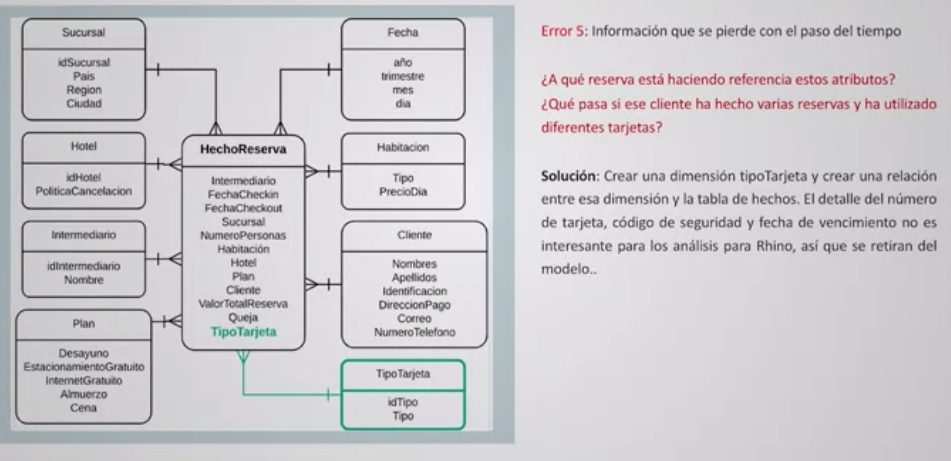 Sucursal
idSucursal
Pais
Region
Ciudad
Fecha
año
trimestre
mes
dia
Hotel
idHotel
PoliticaCancelacion
HechoReserva
Intermediario
FechaCheckin
FechaCheckout
Sucursal
NumeroPersonas
Habitación
Hotel
Plan
Cliente
ValorTotalReserva
Queja
TipoTarjeta
Habitacion
Tipo
PrecioDia
Intermediario
idIntermediario
Nombre
Cliente
Nombres
Apellidos
Identificacion
DireccionPago
Correo
NumeroTelefono
Plan
Desayuno
EstacionamientoGratuito
InternetGratuito
Almuerzo
Cena
TipoTarjeta
idTipo
Tipo
Error 5: Información que se pierde con el paso del tiempo
¿A qué reserva está haciendo referencia estos atributos?
¿Qué pasa si ese cliente ha hecho varias reservas y ha utilizado
diferentes tarjetas?
Solución: Crear una dimensión tipoTarjeta y crear una relación
entre esa dimensión y la tabla de hechos. El detalle del número
de tarjeta, código de seguridad y fecha de vencimiento no es
interesante para los análisis para Rhino, así que se retiran del
modelo..